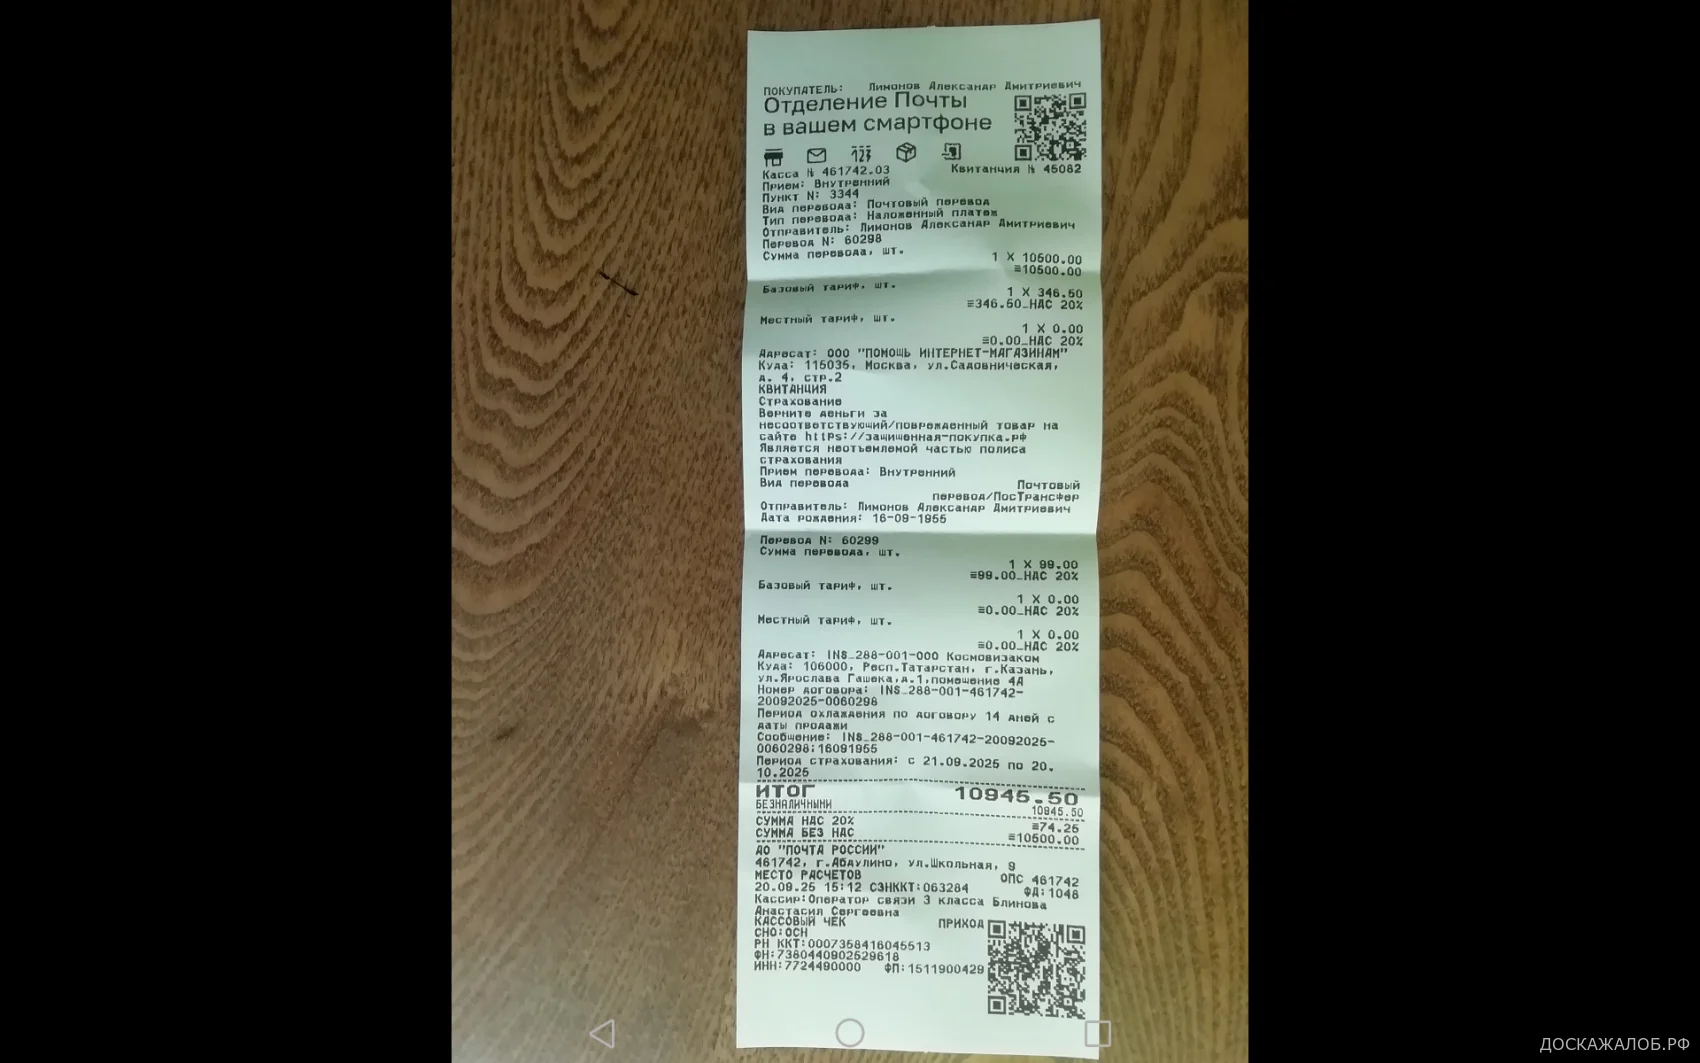 ПОКУПАТЕЛЬ: Лимонов Александр Дмитриевич
Отделение Почты
в вашем смартфоне
Касса № 461742.03 Квитанция № 45082
Прием: Внутренний
Пункт N: 3344
Вид перевода: Почтовый перевод
Тип перевода: Наложенный платеж
Отправитель: Лимонов Александр Дмитриевич
Перевод N: 60298
Сумма перевода, шт.
1 X 10500.00
≡10500.00
Базовый тариф, шт.
1 X 346.50
≡346.50_НДС 20%
Местный тариф, шт.
1 X 0.00
≡0.00_НДС 20%
Адресат: ООО "ПОМОЩЬ ИНТЕРНЕТ-МАГАЗИНАМ"
Куда: 115035, Москва, ул.Садовническая,
д. 4, стр.2
КВИТАНЦИЯ
Страхование
Верните деньги за
несоответствующий/поврежденный товар на
сайте https://защищенная-покупка.рф
Является неотъемлемой частью полиса
страхования
Прием перевода: Внутренний
Вид перевода Почтовый
перевод/ПосТрансфер
Отправитель: Лимонов Александр Дмитриевич
Дата рождения: 16-09-1955
Перевод N: 60299
Сумма перевода, шт.
1 X 99.00
≡99.00_НДС 20%
Базовый тариф, шт.
1 X 0.00
≡0.00_НДС 20%
Местный тариф, шт.
1 X 0.00
≡0.00_НДС 20%
Адресат: INS_288-001-000 Космовизаком
Куда: 106000, Респ.Татарстан, г.Казань,
ул.Ярослава Гашека,д.1,помещение 4Д
Номер договора: INS_288-001-461742-
20092025-0060298
Период охлаждения по договору 14 дней с
даты продажи
Сообщение: INS_288-001-461742-20092025-
0060298;16091955
Период страхования: с 21.09.2025 по 20.
10.2025
ИТОГ 10945.50
БЕЗНАЛИЧНЫМИ 10945.50
СУММА НДС 20% ≡74.25
СУММА БЕЗ НДС ≡10500.00
АО "ПОЧТА РОССИИ"
461742, г.Абдулино, ул.Школьная, 9
МЕСТО РАСЧЕТОВ ОПС 461742
20.09.25 15:12 СЗНККТ:063284 ФД:1048
Кассир:Оператор связи 3 класса Блинова
Анастасия Сергеевна
КАССОВЫЙ ЧЕК ПРИХОД
СНО:ОСН
РН ККТ:0007358416045513
ФН:7380440902529618
ИНН:7724490000 ФП:1511900429
ДОСКАЖАЛОБ.РФ